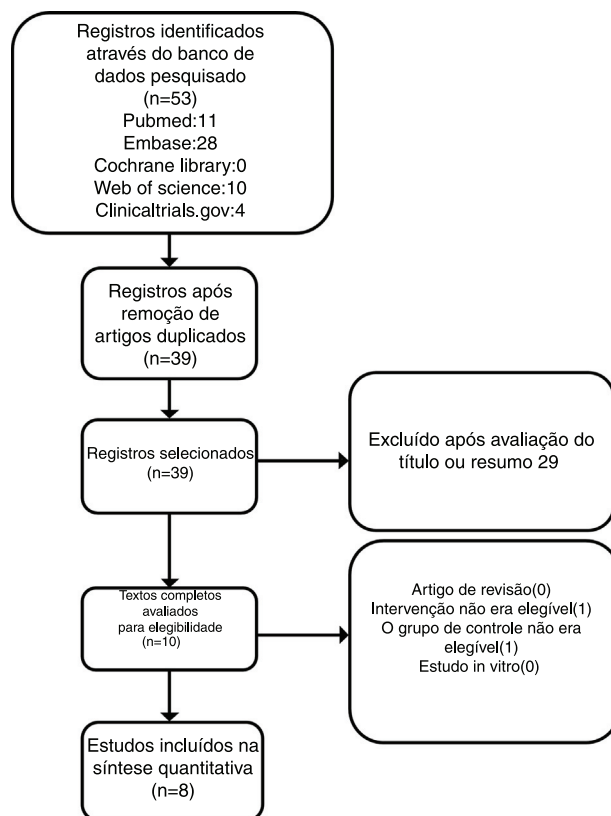 Registros identificados
através do banco de
dados pesquisado
(n=53)
Pubmed:11
Embase:28
Cochrane library:0
Web of science:10
Clinicaltrials.gov:4
Registros após
remoção de
artigos duplicados
(n=39)
Registros selecionados
(n=39)
Excluído após avaliação do
título ou resumo 29
Textos completos
avaliados
para elegibilidade
(n=10)
Artigo de revisão(0)
Intervenção não era elegível(1)
O grupo de controle não era
elegível(1)
Estudo in vitro(0)
Estudos incluídos na
síntese quantitativa
(n=8)